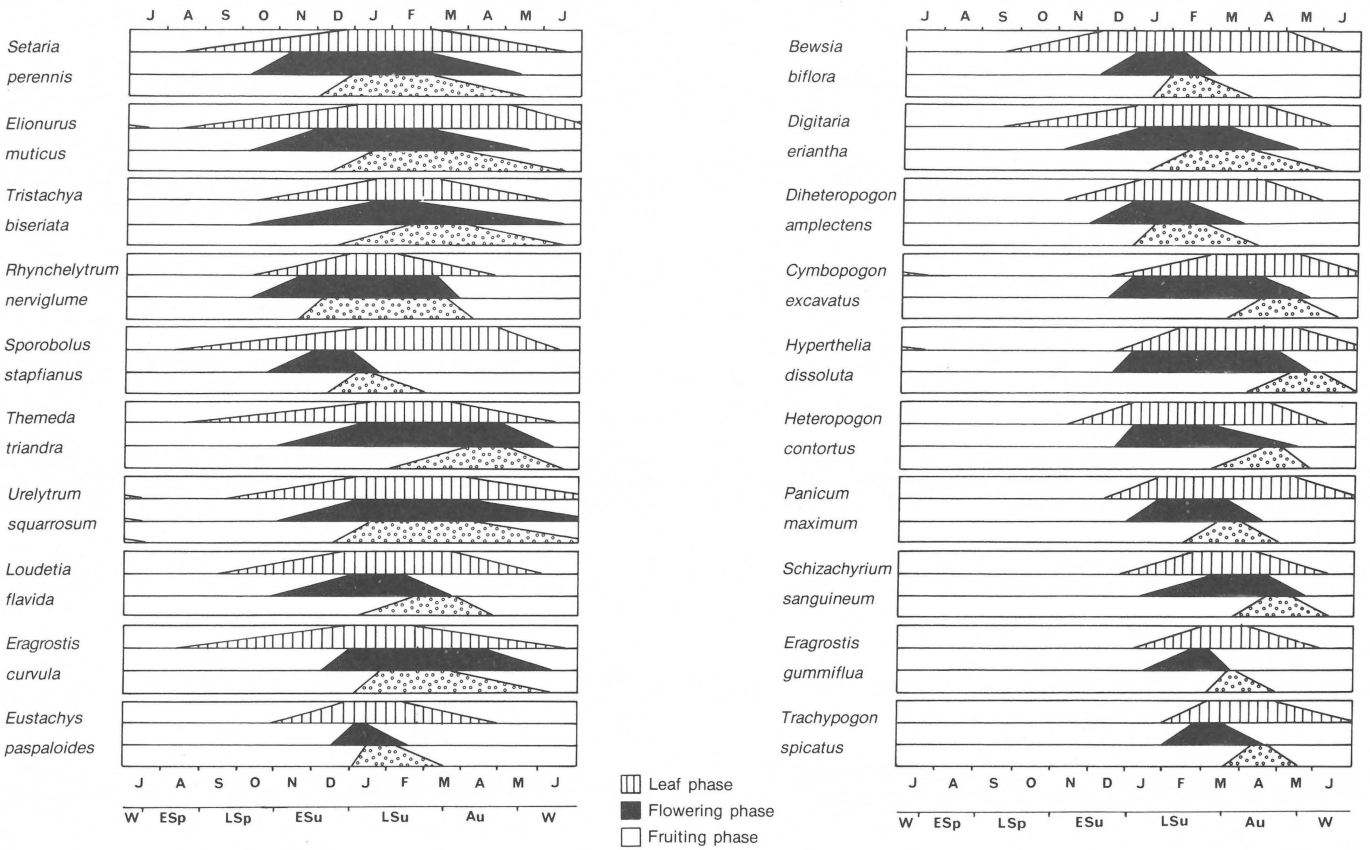 J A S O N D J F M A M J
Setaria
perennis
Elionurus
muticus
Tristachya
biseriata
Rhynchelytrum
nerviglume
Sporobolus
stapfianus
Themeda
triandra
Urelytrum
squarrosum
Loudetia
flavida
Eragrostis
curvula
Eustachys
paspaloides
J A S O N D J F M A M J
W ESp LSp ESu LSu Au W
J A S O N D J F M A M J
Bewsia
biflora
Digitaria
eriantha
Diheteropogon
amplectens
Cymbopogon
excavatus
Hyperthelia
dissoluta
Heteropogon
contortus
Panicum
maximum
Schizachyrium
sanguineum
Eragrostis
gummiflua
Trachypogon
spicatus
J A S O N D J F M A M J
W ESp LSp ESu LSu Au W
Leaf phase
Flowering phase
Fruiting phase